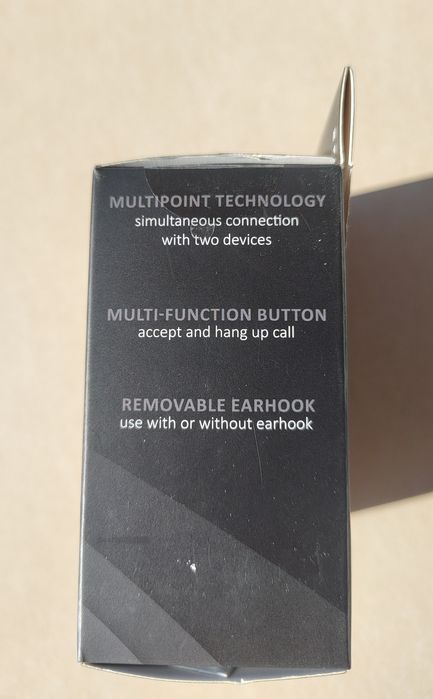 MULTIPOINT TECHNOLOGY
simultaneous connection
with two devices
MULTI-FUNCTION BUTTON
accept and hang up call
REMOVABLE EARHOOK
use with or without earhook